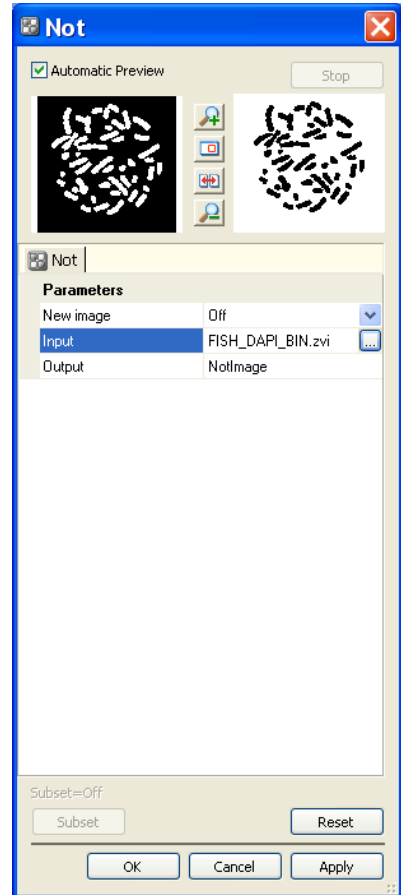 Not
Automatic Preview
Stop
Not
Parameters
New image Off
Input FISH_DAPI_BIN.zvi ...
Output NotImage
Subset=Off
Subset Reset
OK Cancel Apply